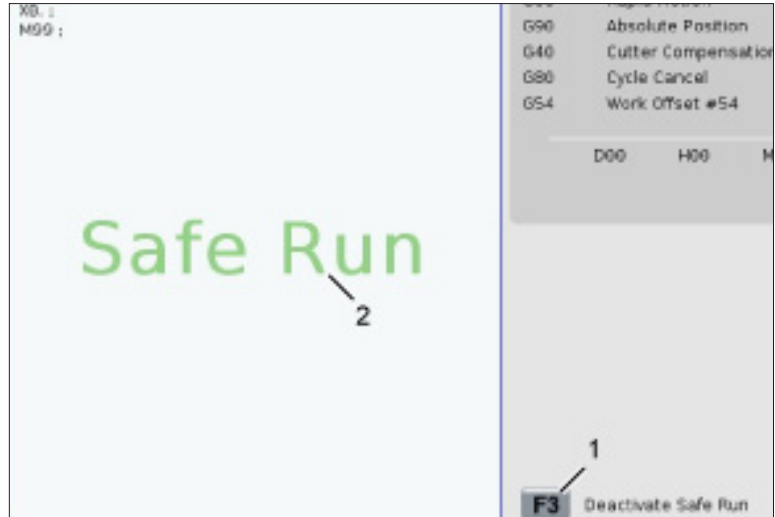 X0. ;
M99 ;
G90 Absolute Position
G40 Cutter Compensation
G80 Cycle Cancel
G54 Work Offset #54
D00 H00 M
Safe Run
2
1
F3 Deactivate Safe Run